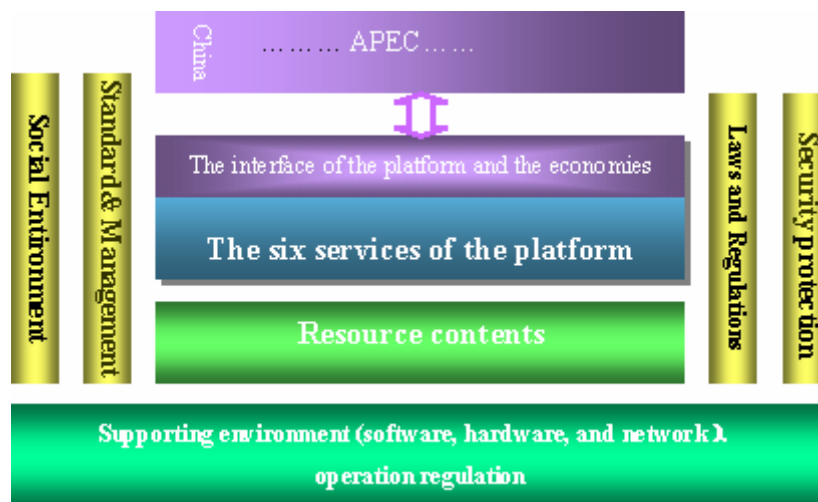 China
……… APEC……
Social Entironment
Standard & Management
The interface of the platform and the economies
The six services of the platform
Resource contents
Laws and Regulations
Security protection
Supporting environment (software, hardware, and network),
operation regulation